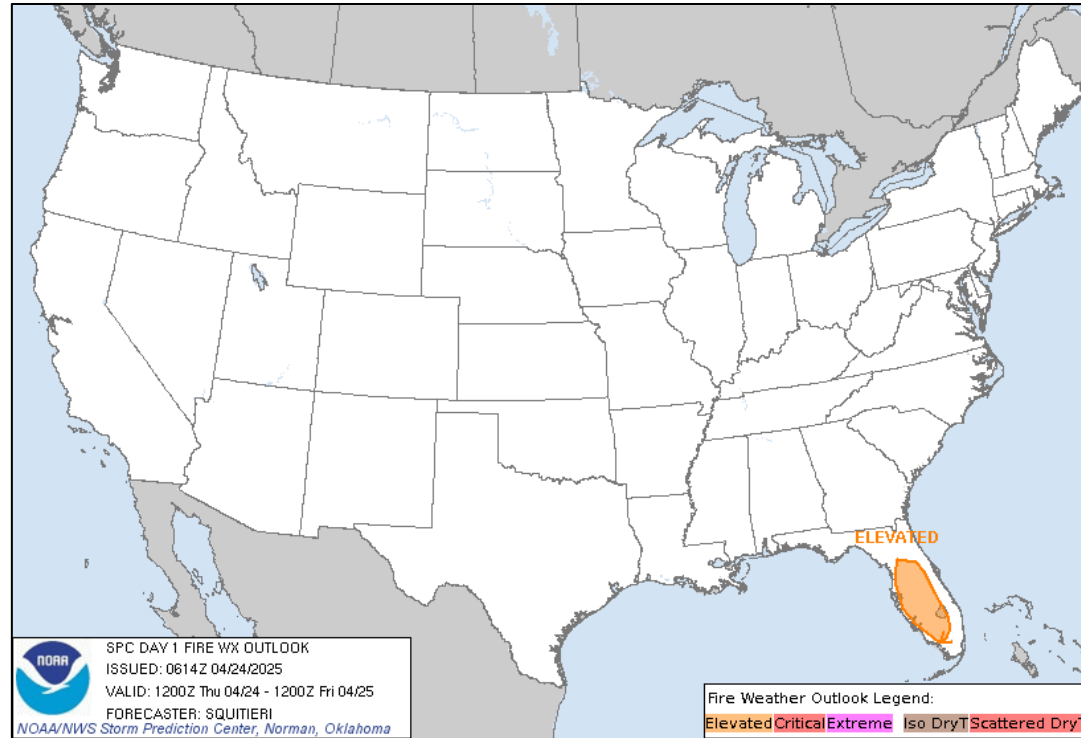 ELEVATED
NOAA
SPC DAY 1 FIRE WX OUTLOOK
ISSUED: 0614Z 04/24/2025
VALID: 1200Z Thu 04/24 - 1200Z Fri 04/25
FORECASTER: SQUITIERI
NOAA/NWS Storm Prediction Center, Norman, Oklahoma
Fire Weather Outlook Legend:
Elevated Critical Extreme Iso DryT Scattered DryT